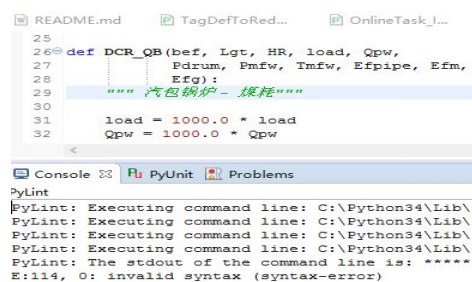 README.md TagDefToRed... OnlineTask_I...
25
26 def DCR_QB(bef, Lgt, HR, load, Qpw,
27 Pdrum, Pmfw, Tmfw, Efpipe, Efm,
28 Efg):
29 """ 汽包锅炉 - 煤耗"""
30
31 load = 1000.0 * load
32 Qpw = 1000.0 * Qpw
Console PyUnit Problems
PyLint
PyLint: Executing command line: C:\Python34\Lib\
PyLint: Executing command line: C:\Python34\Lib\
PyLint: Executing command line: C:\Python34\Lib\
PyLint: Executing command line: C:\Python34\Lib\
PyLint: The stdout of the command line is: *****
E:114, 0: invalid syntax (syntax-error)